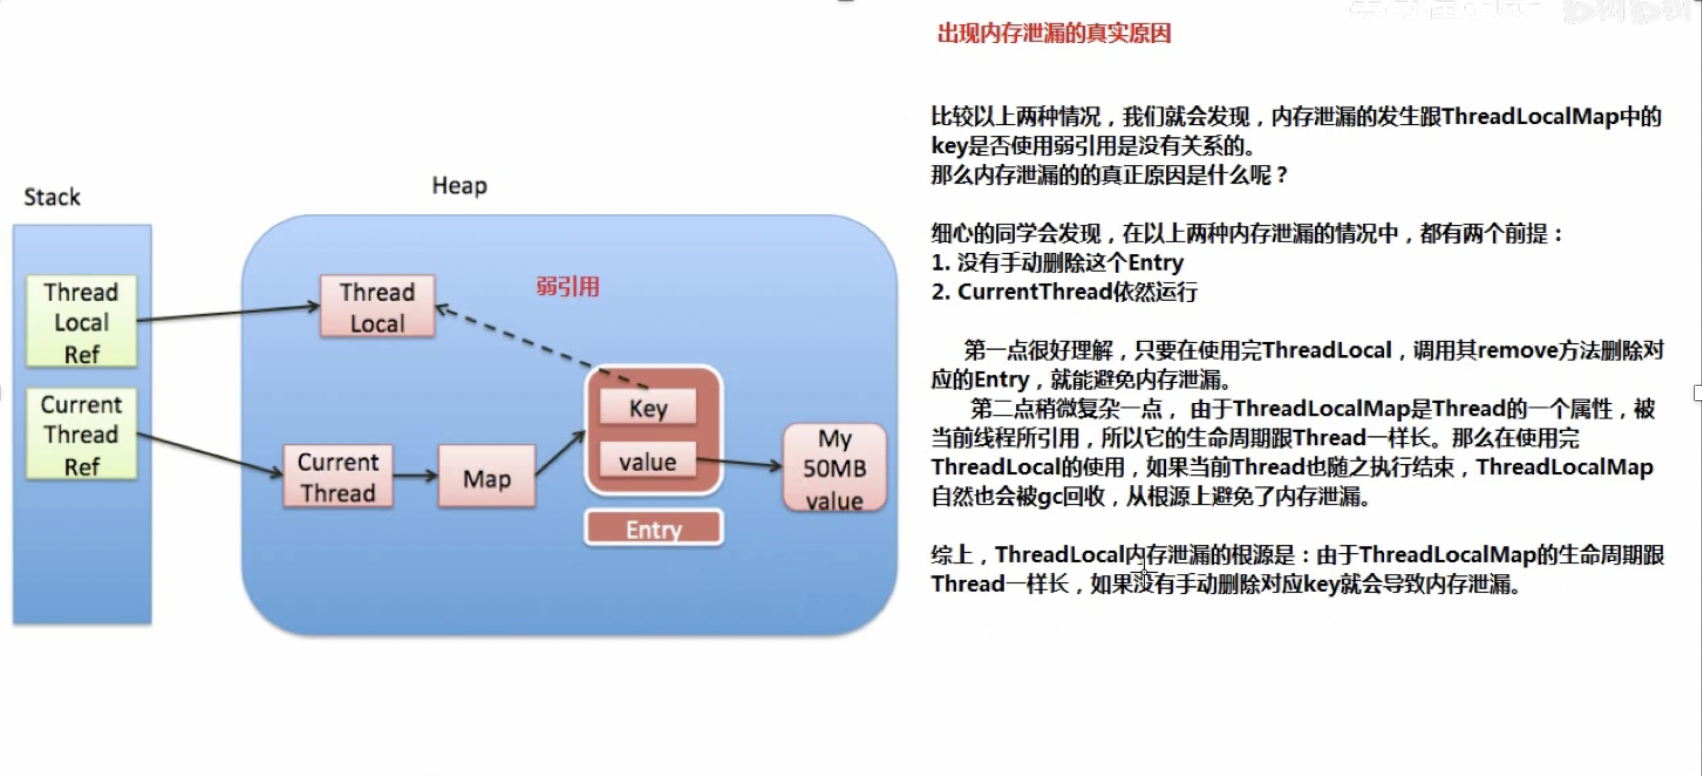 出现内存泄漏的真实原因
比较以上两种情况，我们就会发现，内存泄漏的发生跟ThreadLocalMap中的
key是否使用弱引用是没有关系的。
那么内存泄漏的的真正原因是什么呢？
细心的同学会发现，在以上两种内存泄漏的情况中，都有两个前提：
1. 没有手动删除这个Entry
2. CurrentThread依然运行
第一点很好理解，只要在使用完ThreadLocal，调用其remove方法删除对
应的Entry，就能避免内存泄漏。
第二点稍微复杂一点， 由于ThreadLocalMap是Thread的一个属性，被
当前线程所引用，所以它的生命周期跟Thread一样长。那么在使用完
ThreadLocal的使用，如果当前Thread也随之执行结束，ThreadLocalMap
自然也会被gc回收，从根源上避免了内存泄漏。
综上，ThreadLocal内存泄漏的根源是：由于ThreadLocalMap的生命周期跟
Thread一样长，如果没有手动删除对应key就会导致内存泄漏。
Stack
Heap
Thread
Local
Ref
Current
Thread
Ref
Thread
Local
弱引用
Current
Thread
Map
Key
value
Entry
My
50MB
value